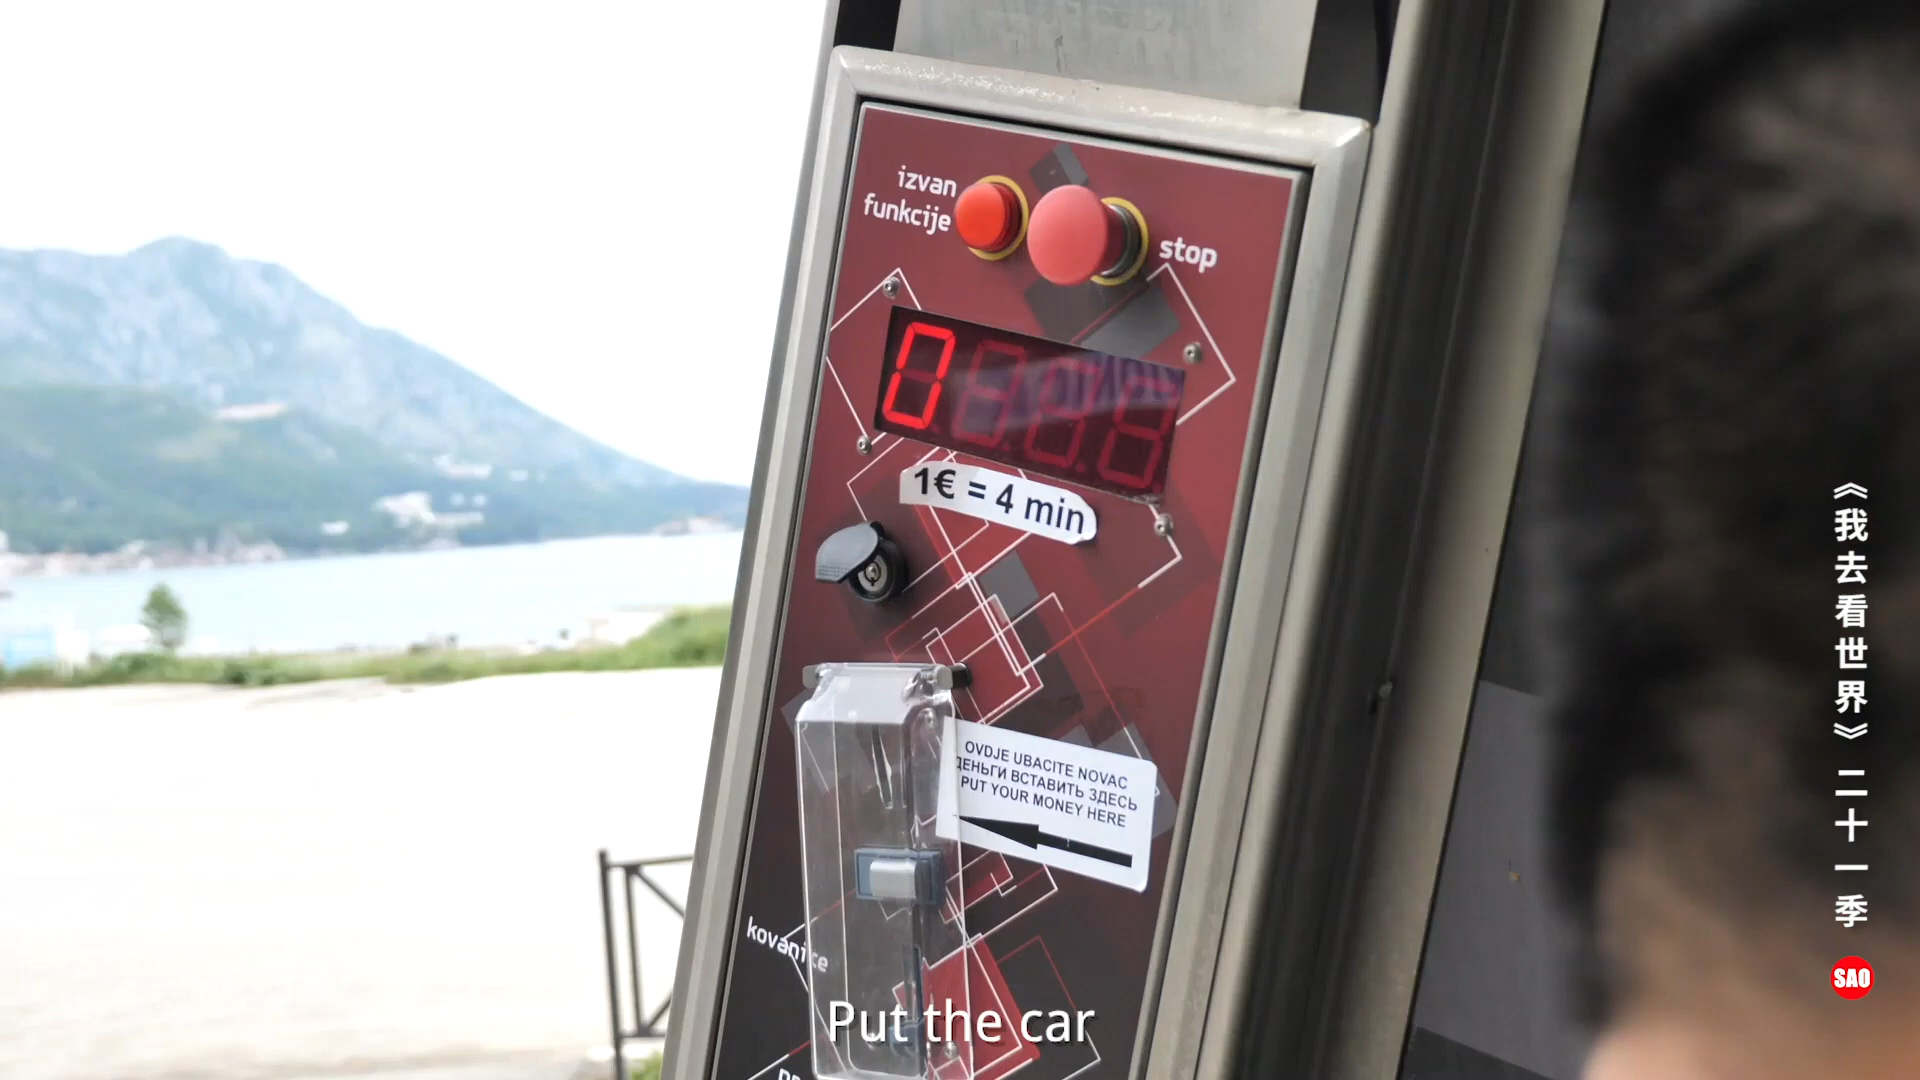 izvan
funkcije
stop
0
1€ = 4 min
OVDJE UBACITE NOVAC
ДЕНЬГИ ВСТАВИТЬ ЗДЕСЬ
PUT YOUR MONEY HERE
kovanice
Put the car
《我去看世界》二十一季
SAO